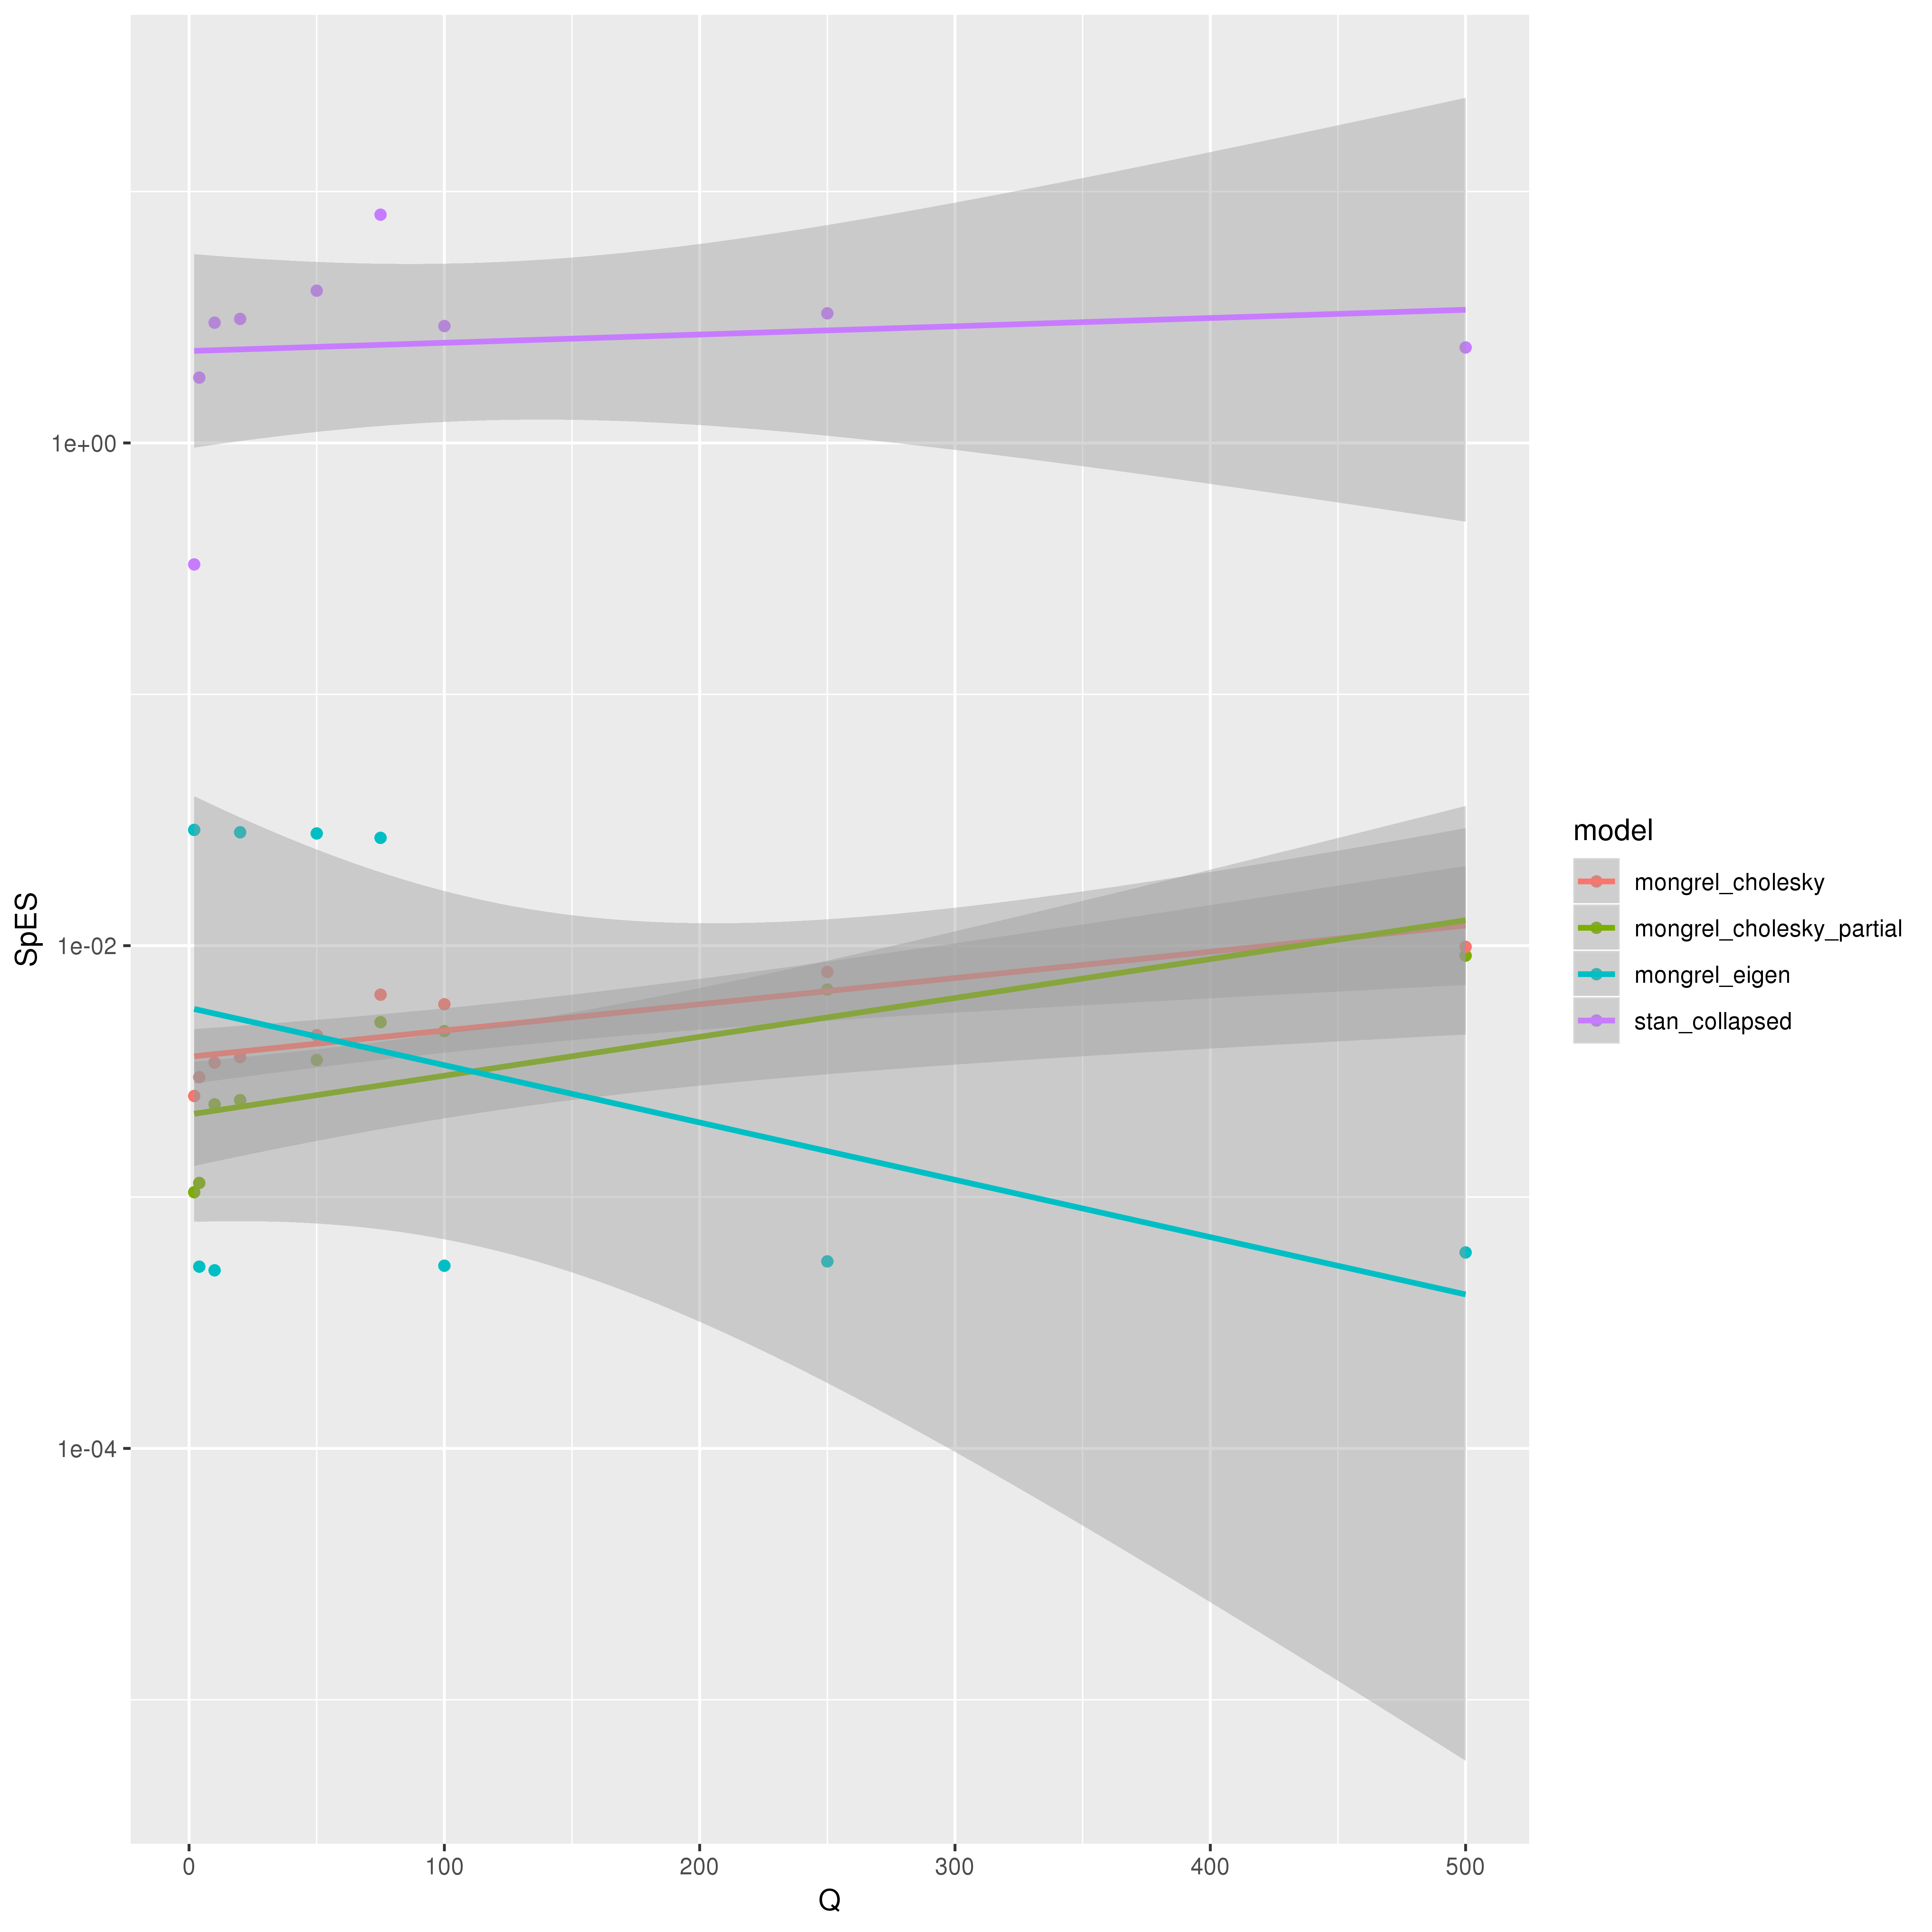 SpES
1e+00
1e-02
1e-04
0 100 200 300 400 500
Q
model
mongrel_cholesky
mongrel_cholesky_partial
mongrel_eigen
stan_collapsed